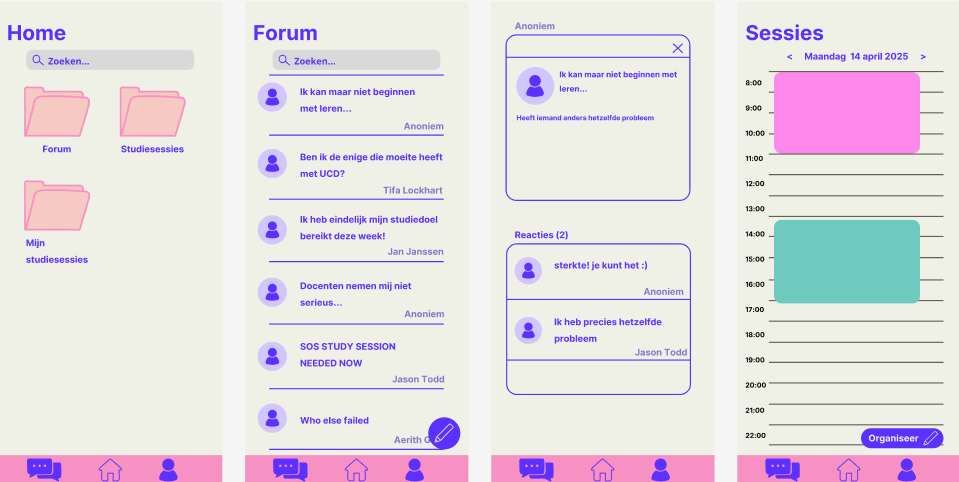 Home
Zoeken...
Forum
Studiesessies
Mijn
studiesessies
Forum
Zoeken...
Ik kan maar niet beginnen
met leren...
Anoniem
Ben ik de enige die moeite heeft
met UCD?
Tifa Lockhart
Ik heb eindelijk mijn studiedoel
bereikt deze week!
Jan Janssen
Docenten nemen mij niet
serieus...
Anoniem
SOS STUDY SESSION
NEEDED NOW
Jason Todd
Who else failed
Aerith
Anoniem
Ik kan maar niet beginnen met
leren...
Heeft iemand anders hetzelfde probleem
Reacties (2)
sterkte! je kunt het :)
Anoniem
Ik heb precies hetzelfde
probleem
Jason Todd
Sessies
< Maandag 14 april 2025 >
8:00
9:00
10:00
11:00
12:00
13:00
14:00
15:00
16:00
17:00
18:00
19:00
20:00
21:00
22:00
Organiseer